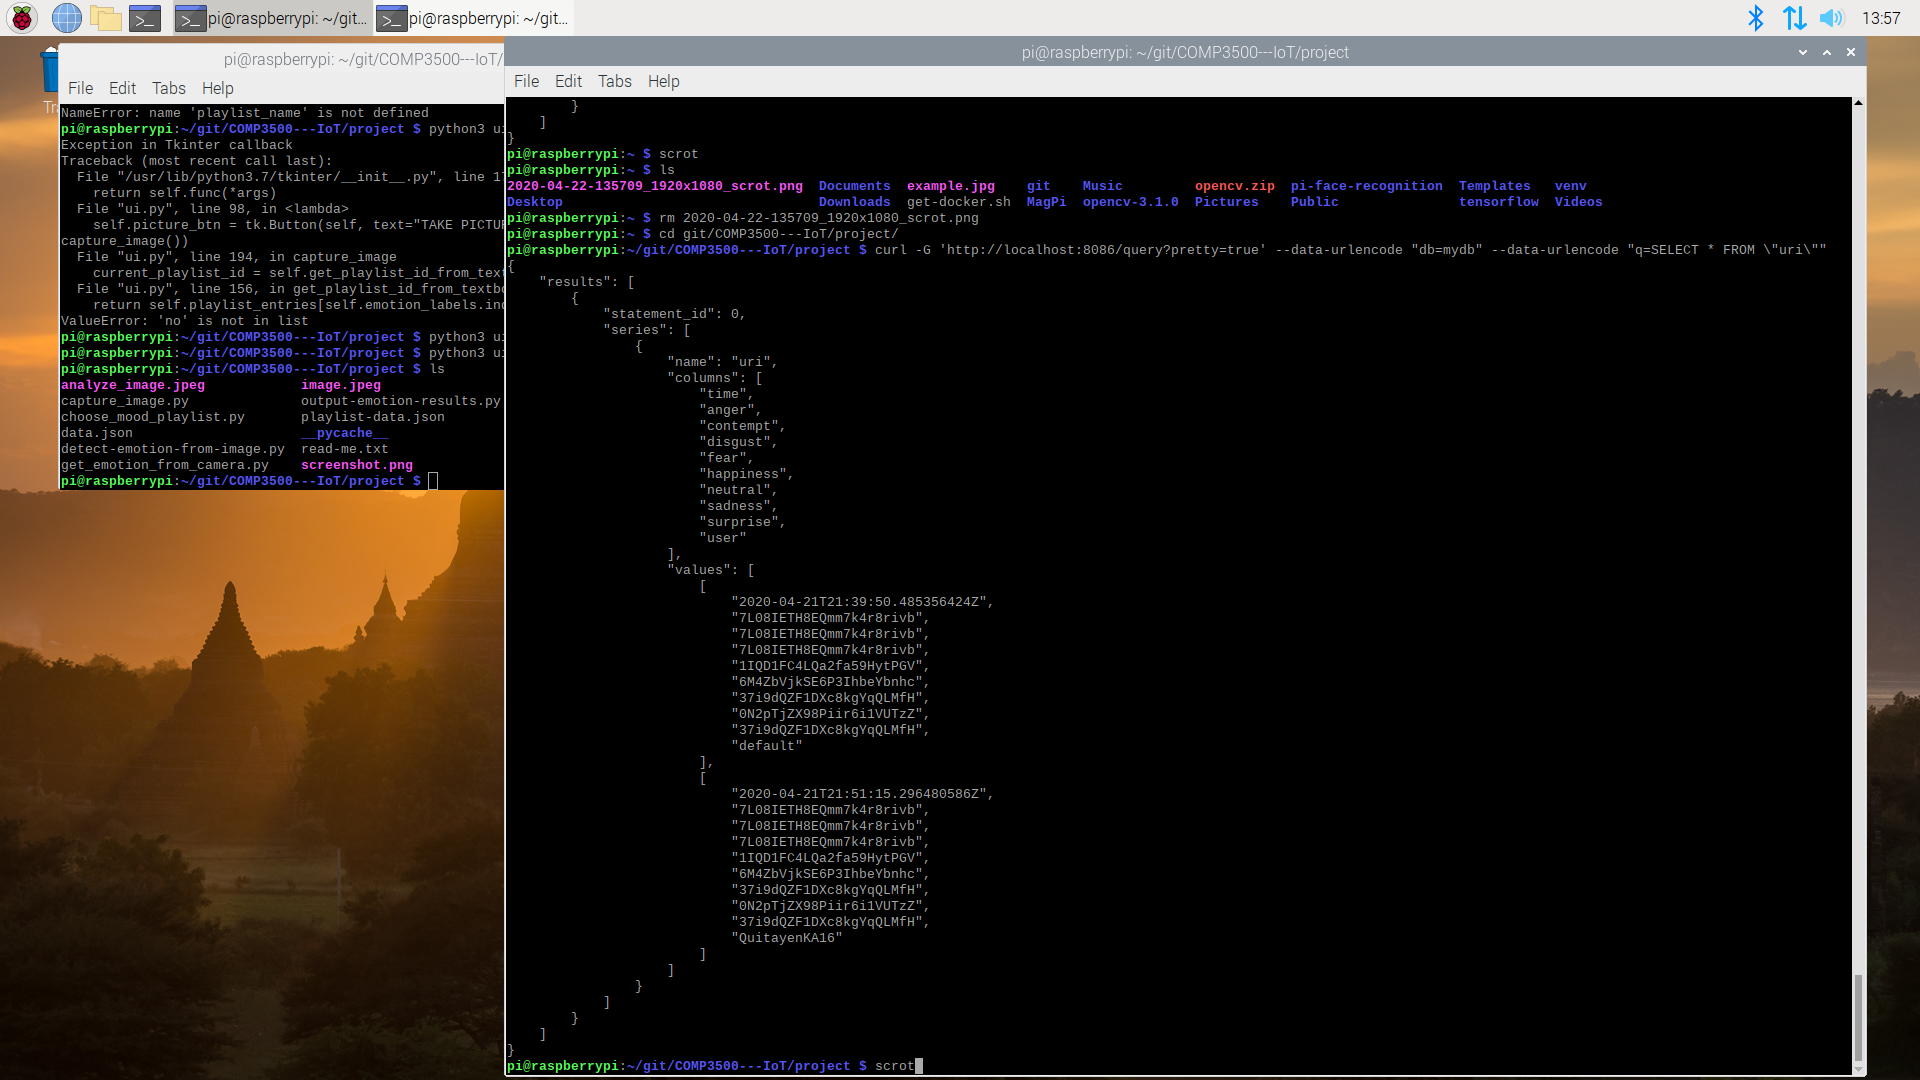 pi@raspberrypi: ~/git...
pi@raspberrypi: ~/git...
13:57
pi@raspberrypi: ~/git/COMP3500---IoT/
File Edit Tabs Help
NameError: name 'playlist_name' is not defined
pi@raspberrypi:~/git/COMP3500---IoT/project $ python3 ui
Exception in Tkinter callback
Traceback (most recent call last):
  File "/usr/lib/python3.7/tkinter/__init__.py", line 17
    return self.func(*args)
  File "ui.py", line 98, in <lambda>
    self.picture_btn = tk.Button(self, text="TAKE PICTUR
capture_image())
  File "ui.py", line 194, in capture_image
    current_playlist_id = self.get_playlist_id_from_text
  File "ui.py", line 156, in get_playlist_id_from_textbo
    return self.playlist_entries[self.emotion_labels.ind
ValueError: 'no' is not in list
pi@raspberrypi:~/git/COMP3500---IoT/project $ python3 ui
pi@raspberrypi:~/git/COMP3500---IoT/project $ python3 ui
pi@raspberrypi:~/git/COMP3500---IoT/project $ ls
analyze_image.jpeg            image.jpeg
capture_image.py              output-emotion-results.py
choose_mood_playlist.py       playlist-data.json
data.json                     __pycache__
detect-emotion-from-image.py  read-me.txt
get_emotion_from_camera.py    screenshot.png
pi@raspberrypi:~/git/COMP3500---IoT/project $
pi@raspberrypi: ~/git/COMP3500---IoT/project
File Edit Tabs Help
        }
    ]
}
pi@raspberrypi:~ $ scrot
pi@raspberrypi:~ $ ls
2020-04-22-135709_1920x1080_scrot.png  Documents  example.jpg    git    Music         opencv.zip  pi-face-recognition  Templates   venv
Desktop                                Downloads  get-docker.sh  MagPi  opencv-3.1.0  Pictures    Public               tensorflow  Videos
pi@raspberrypi:~ $ rm 2020-04-22-135709_1920x1080_scrot.png
pi@raspberrypi:~ $ cd git/COMP3500---IoT/project/
pi@raspberrypi:~/git/COMP3500---IoT/project $ curl -G 'http://localhost:8086/query?pretty=true' --data-urlencode "db=mydb" --data-urlencode "q=SELECT * FROM \"uri\""
{
    "results": [
        {
            "statement_id": 0,
            "series": [
                {
                    "name": "uri",
                    "columns": [
                        "time",
                        "anger",
                        "contempt",
                        "disgust",
                        "fear",
                        "happiness",
                        "neutral",
                        "sadness",
                        "surprise",
                        "user"
                    ],
                    "values": [
                        [
                            "2020-04-21T21:39:50.485356424Z",
                            "7L08IETH8EQmm7k4r8rivb",
                            "7L08IETH8EQmm7k4r8rivb",
                            "7L08IETH8EQmm7k4r8rivb",
                            "1IQD1FC4LQa2fa59HytPGV",
                            "6M4ZbVjkSE6P3IhbeYbnhc",
                            "37i9dQZF1DXc8kgYqQLMfH",
                            "0N2pTjZX98Piir6i1VUTzZ",
                            "37i9dQZF1DXc8kgYqQLMfH",
                            "default"
                        ],
                        [
                            "2020-04-21T21:51:15.296480586Z",
                            "7L08IETH8EQmm7k4r8rivb",
                            "7L08IETH8EQmm7k4r8rivb",
                            "7L08IETH8EQmm7k4r8rivb",
                            "1IQD1FC4LQa2fa59HytPGV",
                            "6M4ZbVjkSE6P3IhbeYbnhc",
                            "37i9dQZF1DXc8kgYqQLMfH",
                            "0N2pTjZX98Piir6i1VUTzZ",
                            "37i9dQZF1DXc8kgYqQLMfH",
                            "QuitayenKA16"
                        ]
                    ]
                }
            ]
        }
    ]
}
pi@raspberrypi:~/git/COMP3500---IoT/project $ scrot